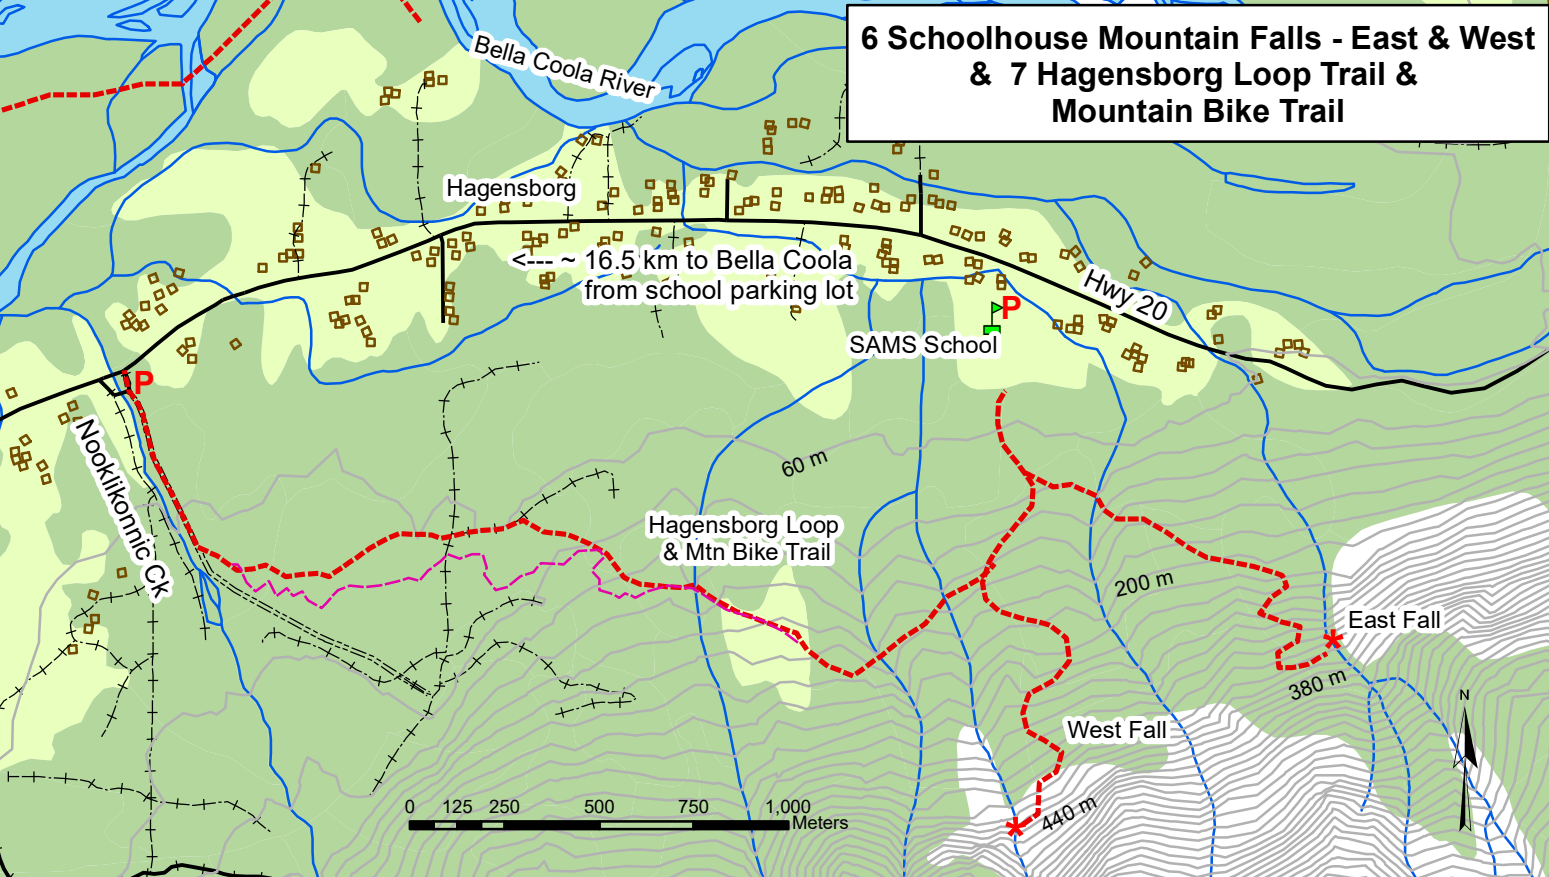 6 Schoolhouse Mountain Falls - East & West
& 7 Hagensborg Loop Trail &
Mountain Bike Trail
Bella Coola River
Hagensborg
<--- ~ 16.5 km to Bella Coola
from school parking lot
Hwy 20
P
SAMS School
P
Nooklikonnic Ck
60 m
Hagensborg Loop
& Mtn Bike Trail
200 m
East Fall
380 m
West Fall
N
440 m
0 125 250 500 750 1,000
Meters